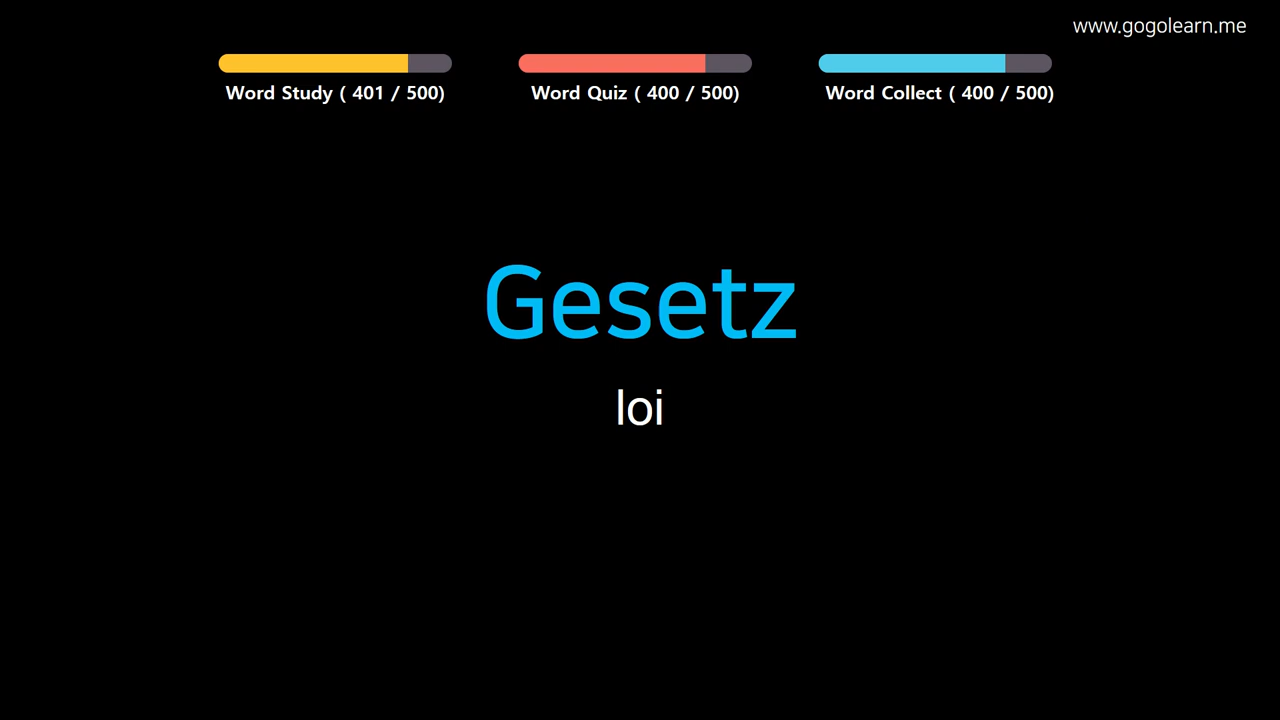 www.gogolearn.me
Word Study ( 401 / 500)
Word Quiz ( 400 / 500)
Word Collect ( 400 / 500)
Gesetz
loi